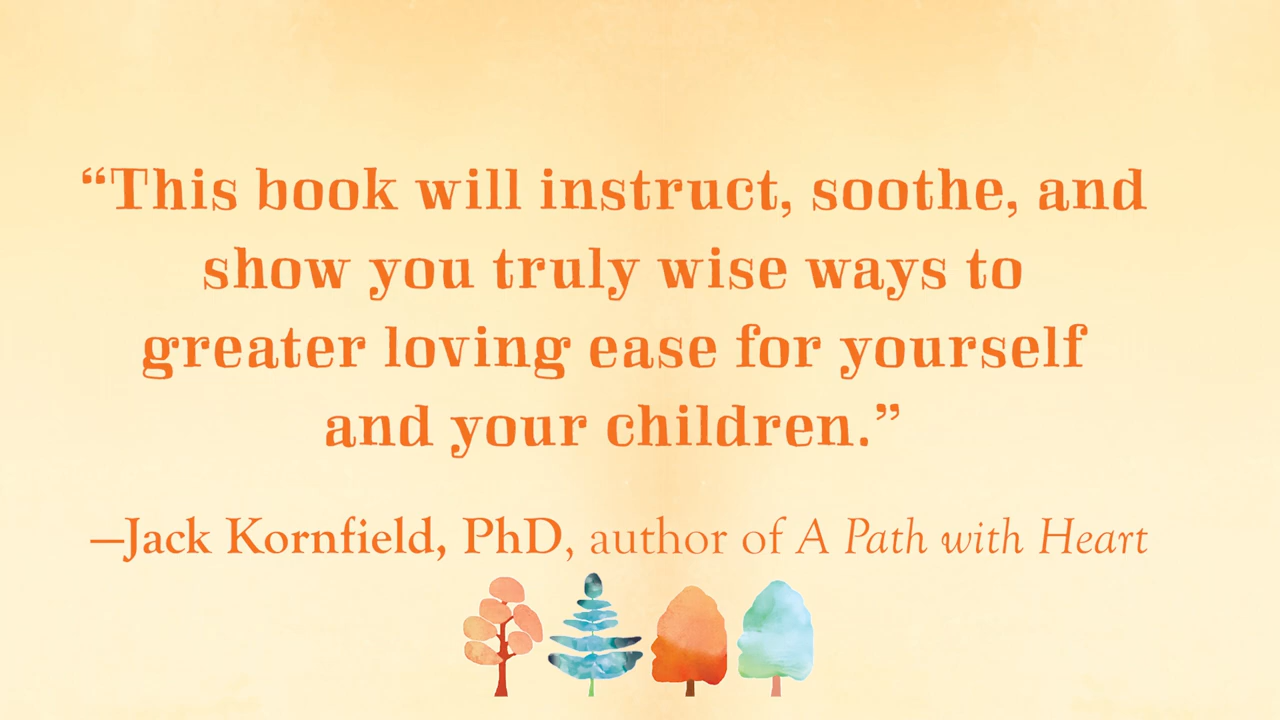 “This book will instruct, soothe, and
show you truly wise ways to
greater loving ease for yourself
and your children.”
—Jack Kornfield, PhD, author of A Path with Heart